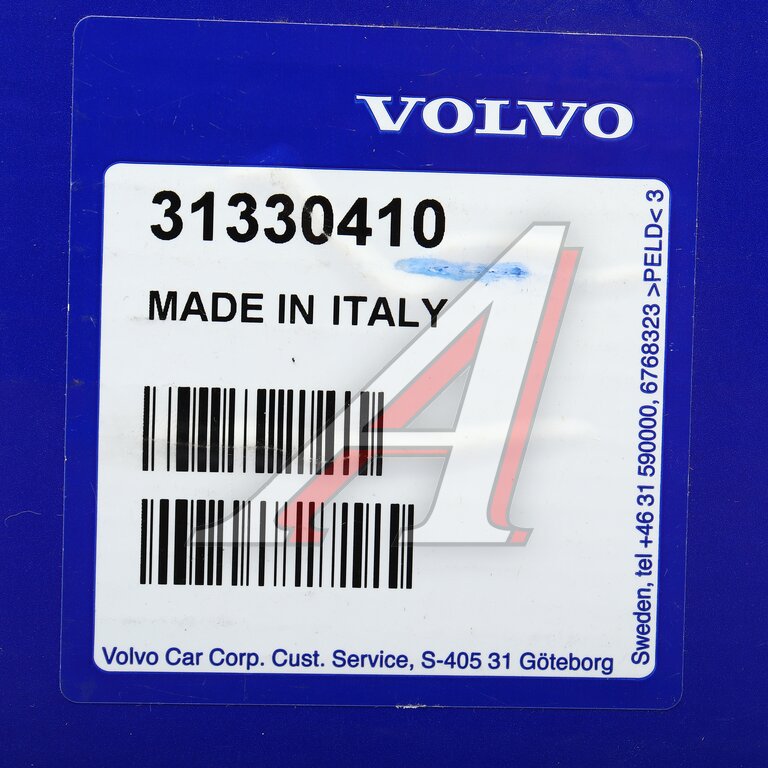 VOLVO
31330410
MADE IN ITALY
Volvo Car Corp. Cust. Service, S-405 31 Göteborg
Sweden, tel +46 31 590000, 6768323 >PELD< 3
A